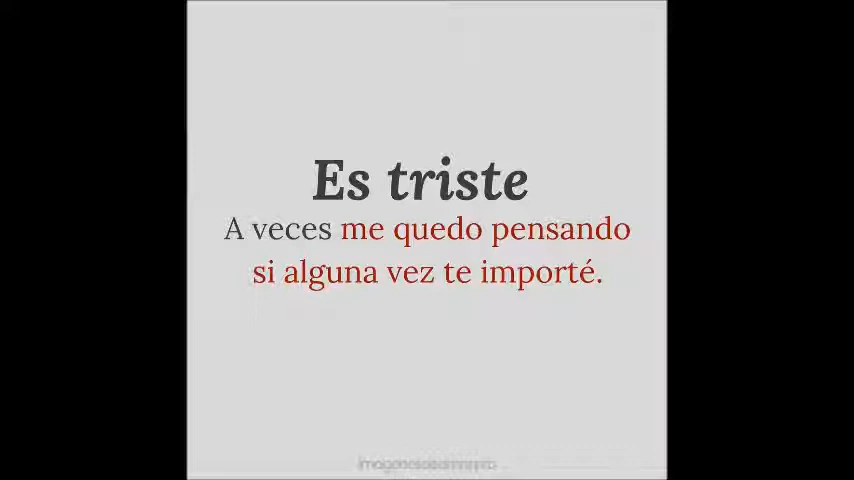 Es triste
A veces me quedo pensando
si alguna vez te importé.